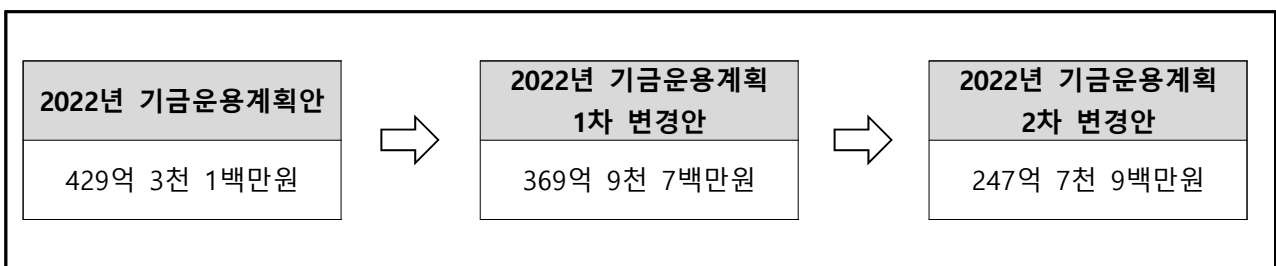 2022년 기금운용계획안
429억 3천 1백만원
2022년 기금운용계획
1차 변경안
369억 9천 7백만원
2022년 기금운용계획
2차 변경안
247억 7천 9백만원